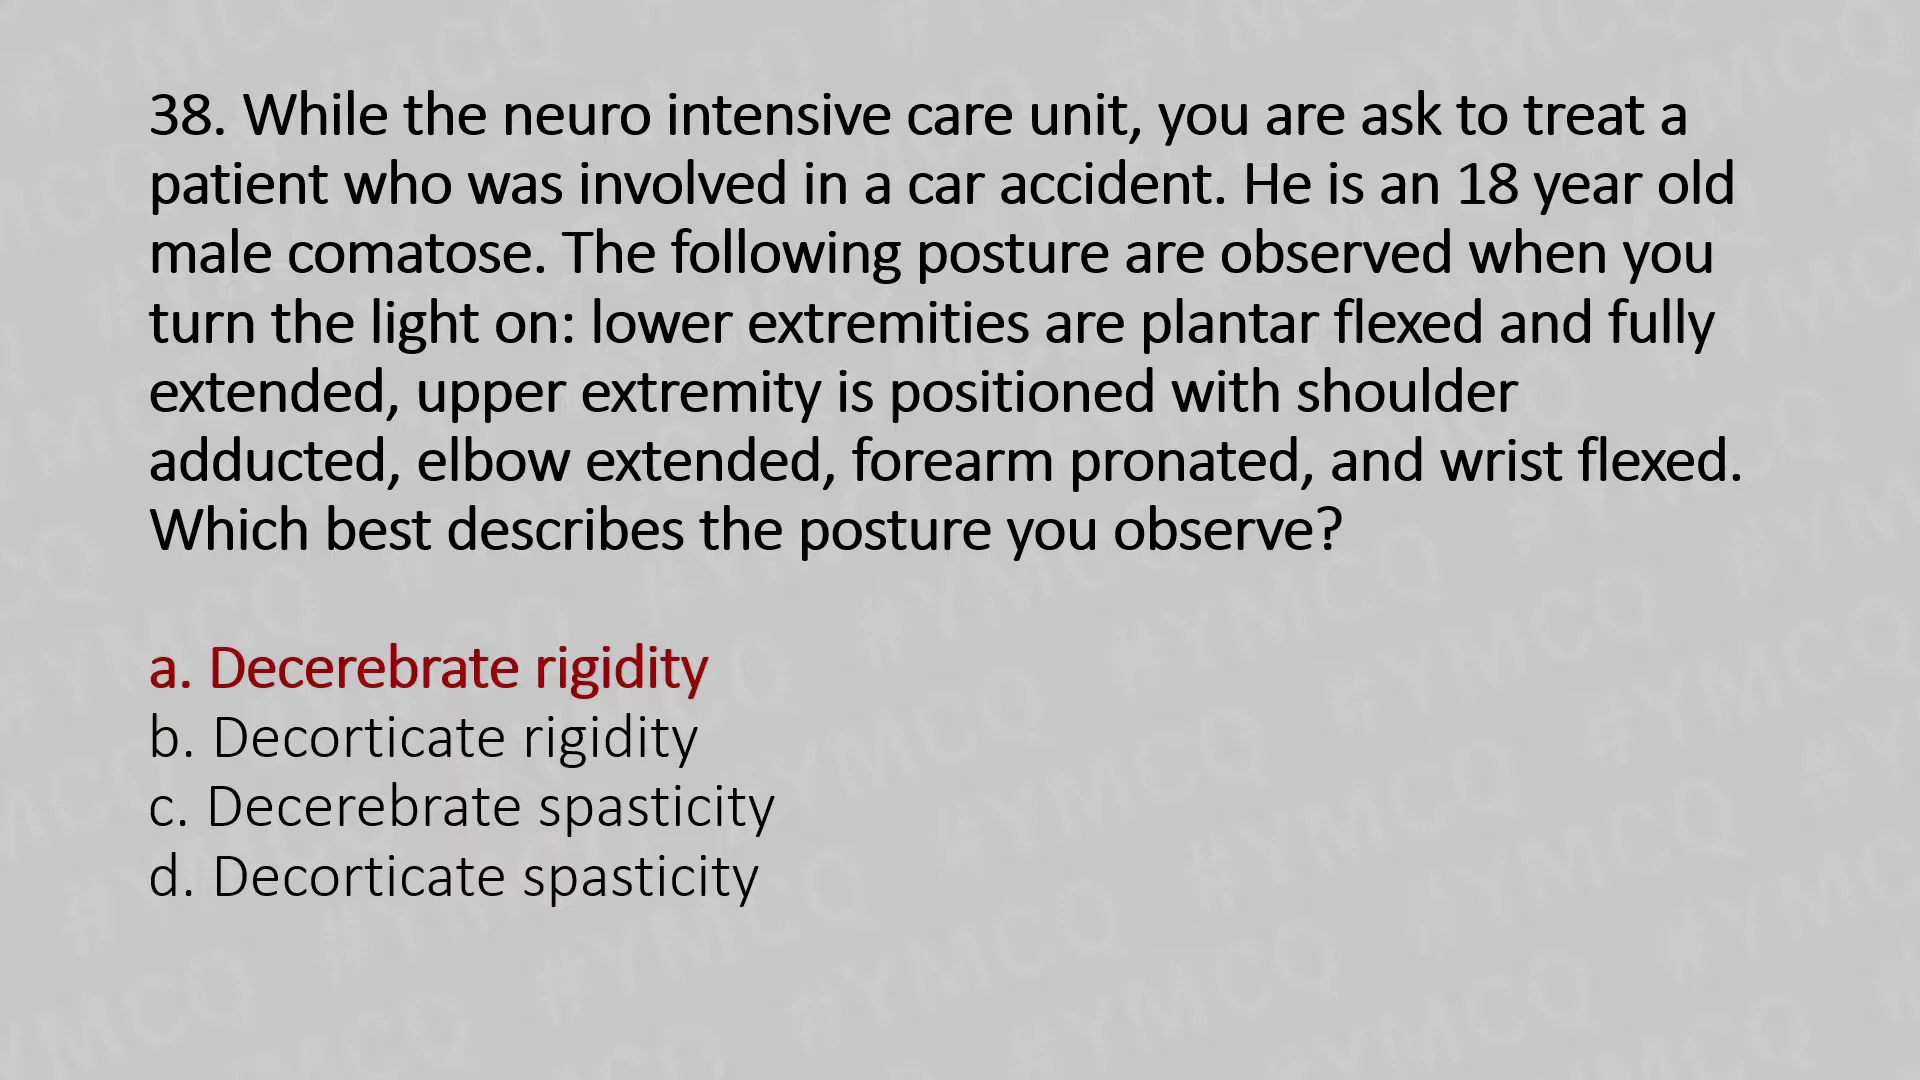 38. While the neuro intensive care unit, you are ask to treat a
patient who was involved in a car accident. He is an 18 year old
male comatose. The following posture are observed when you
turn the light on: lower extremities are plantar flexed and fully
extended, upper extremity is positioned with shoulder
adducted, elbow extended, forearm pronated, and wrist flexed.
Which best describes the posture you observe?
a. Decerebrate rigidity
b. Decorticate rigidity
c. Decerebrate spasticity
d. Decorticate spasticity
#YMCQ